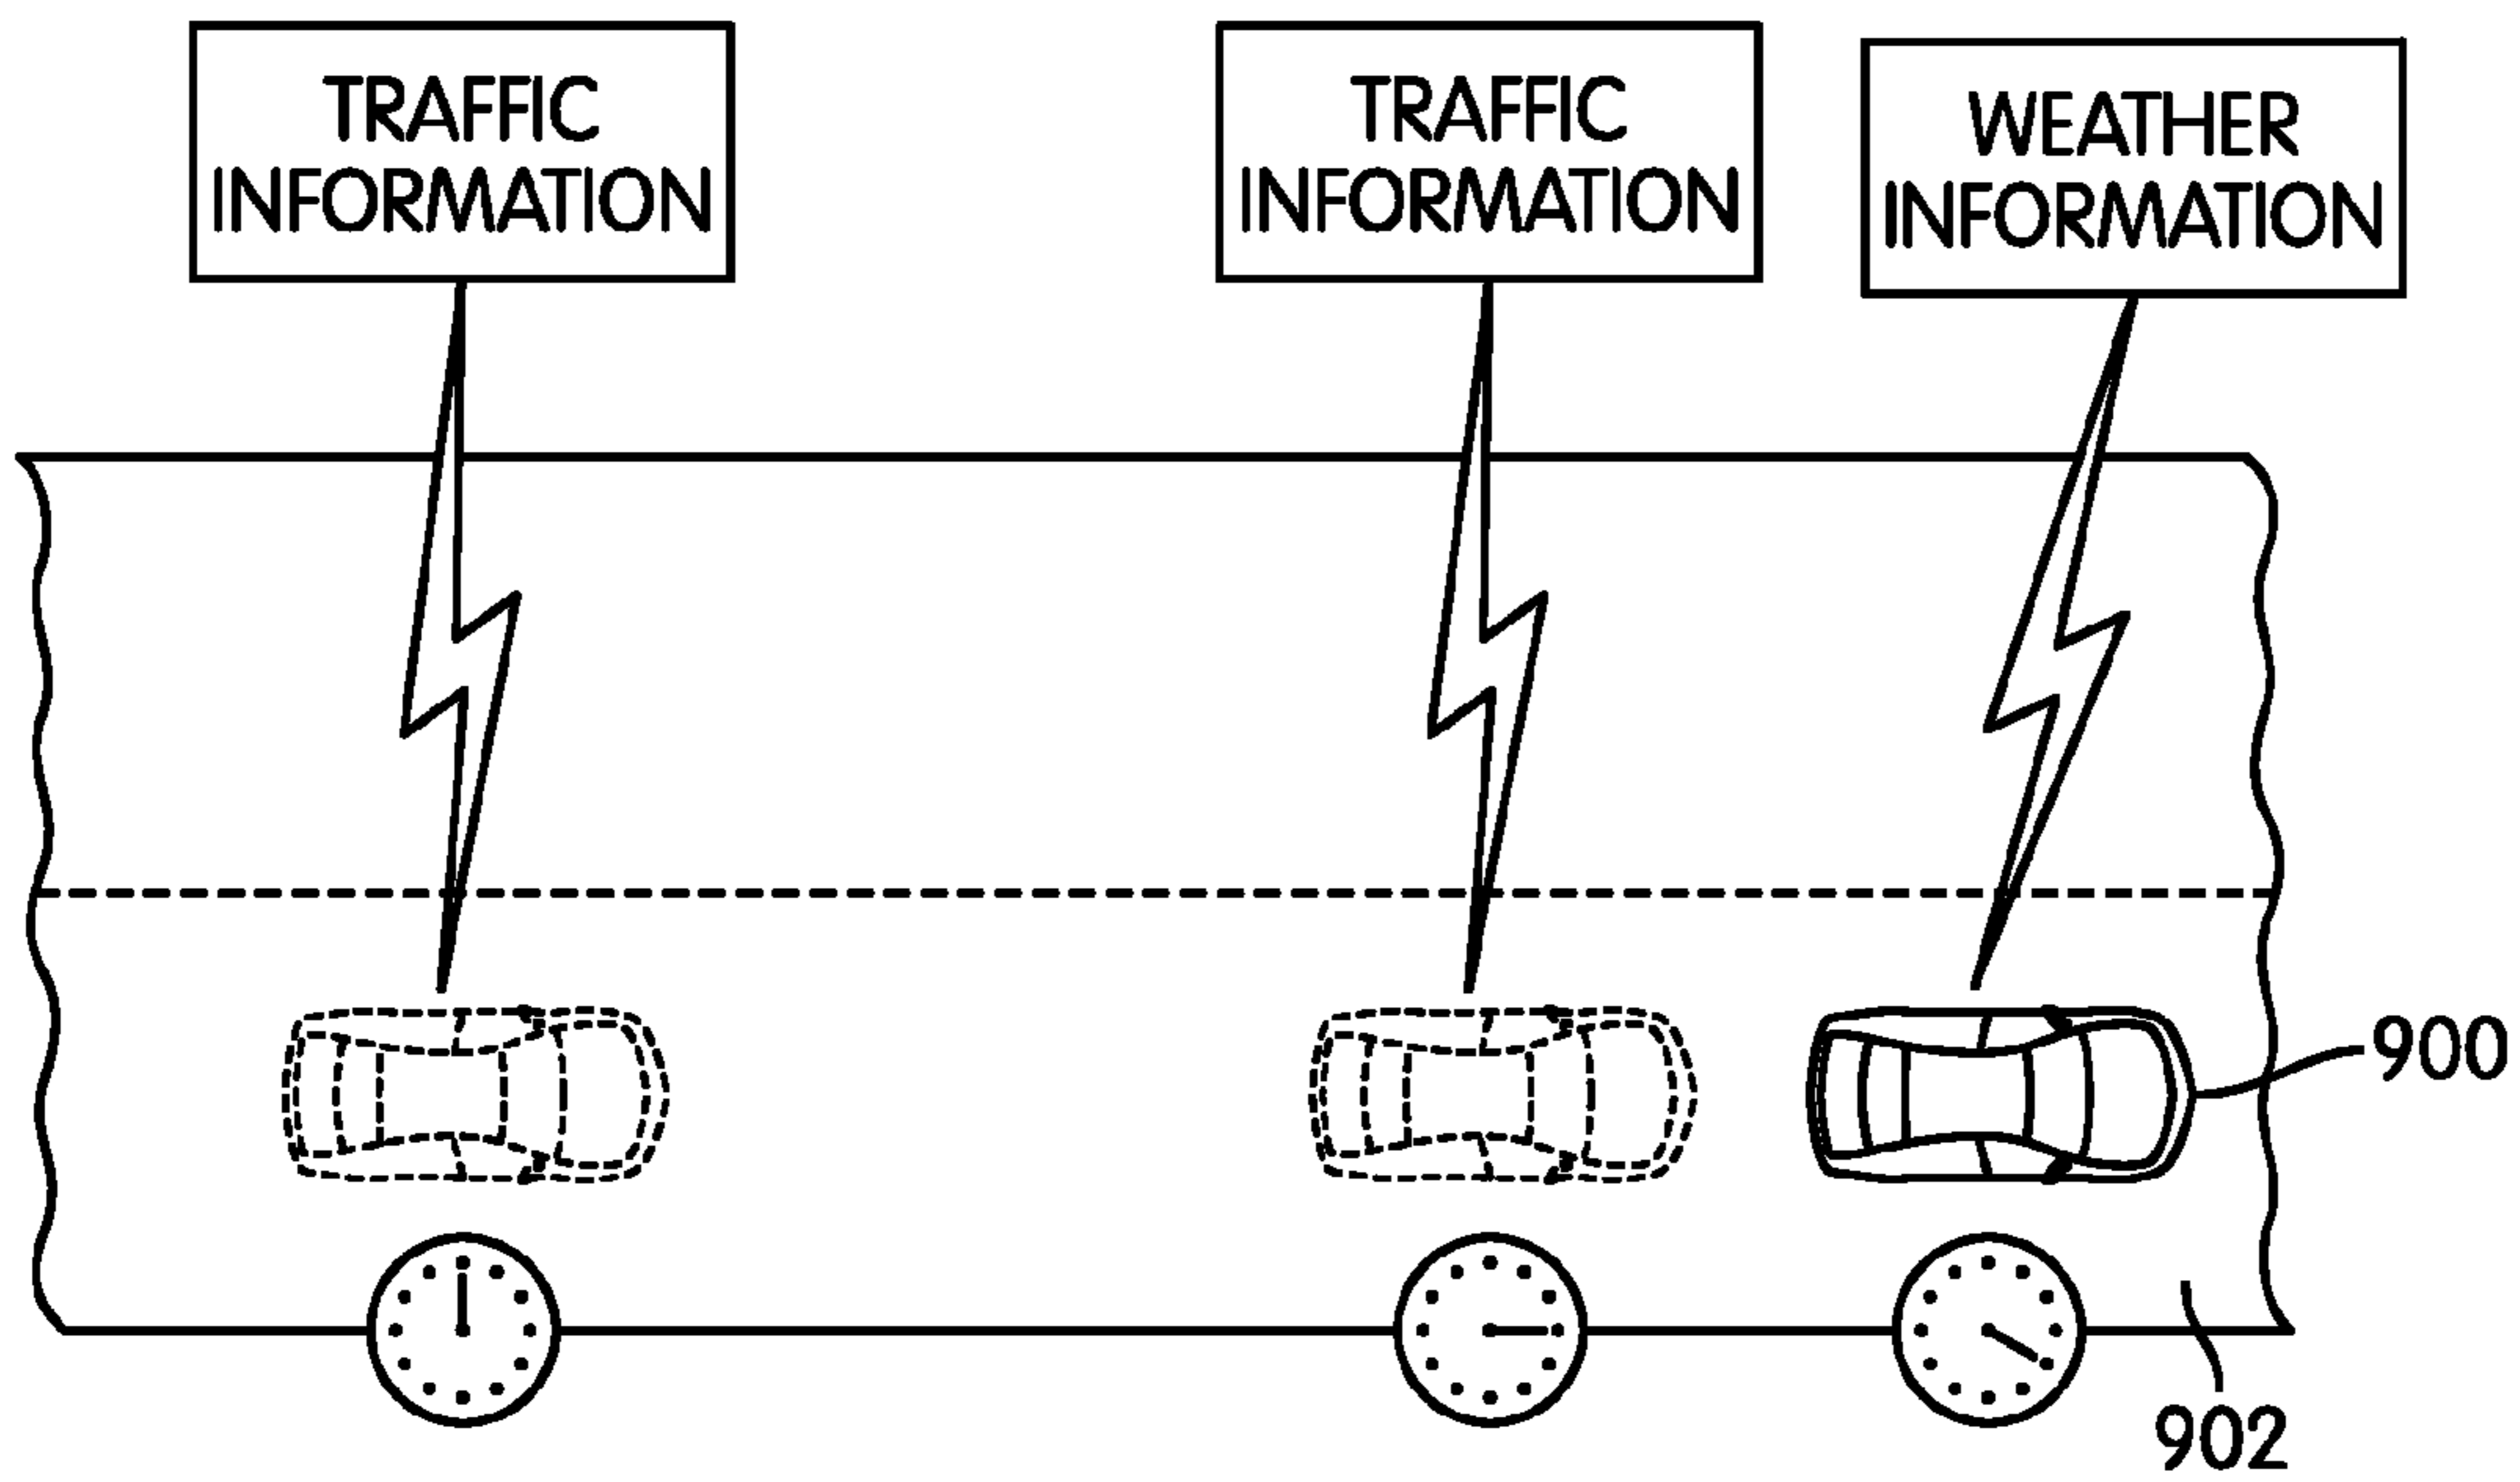 TRAFFIC
INFORMATION
TRAFFIC
INFORMATION
WEATHER
INFORMATION
900
902